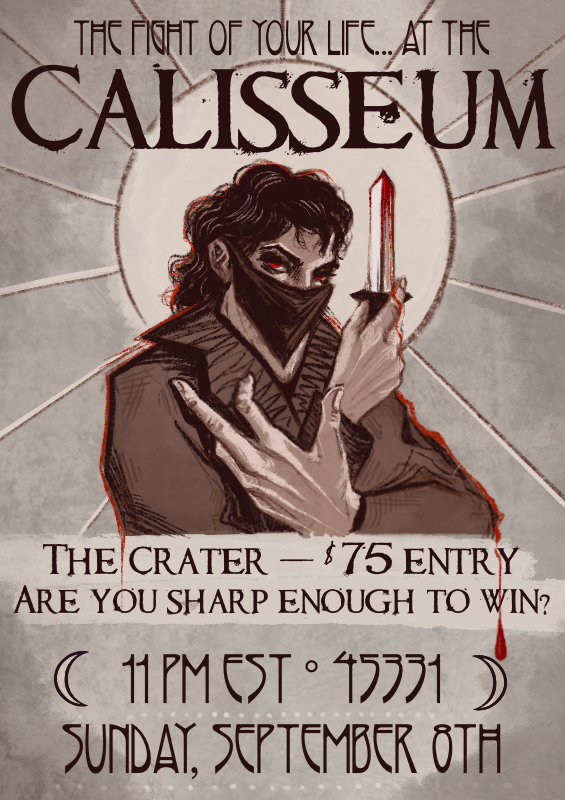 THE FIGHT OF YOUR LIFE... AT THE
CALISSEUM
THE CRATER — $75 ENTRY
ARE YOU SHARP ENOUGH TO WIN?
11 PM EST ° 45331
SUNDAY, SEPTEMBER 8TH